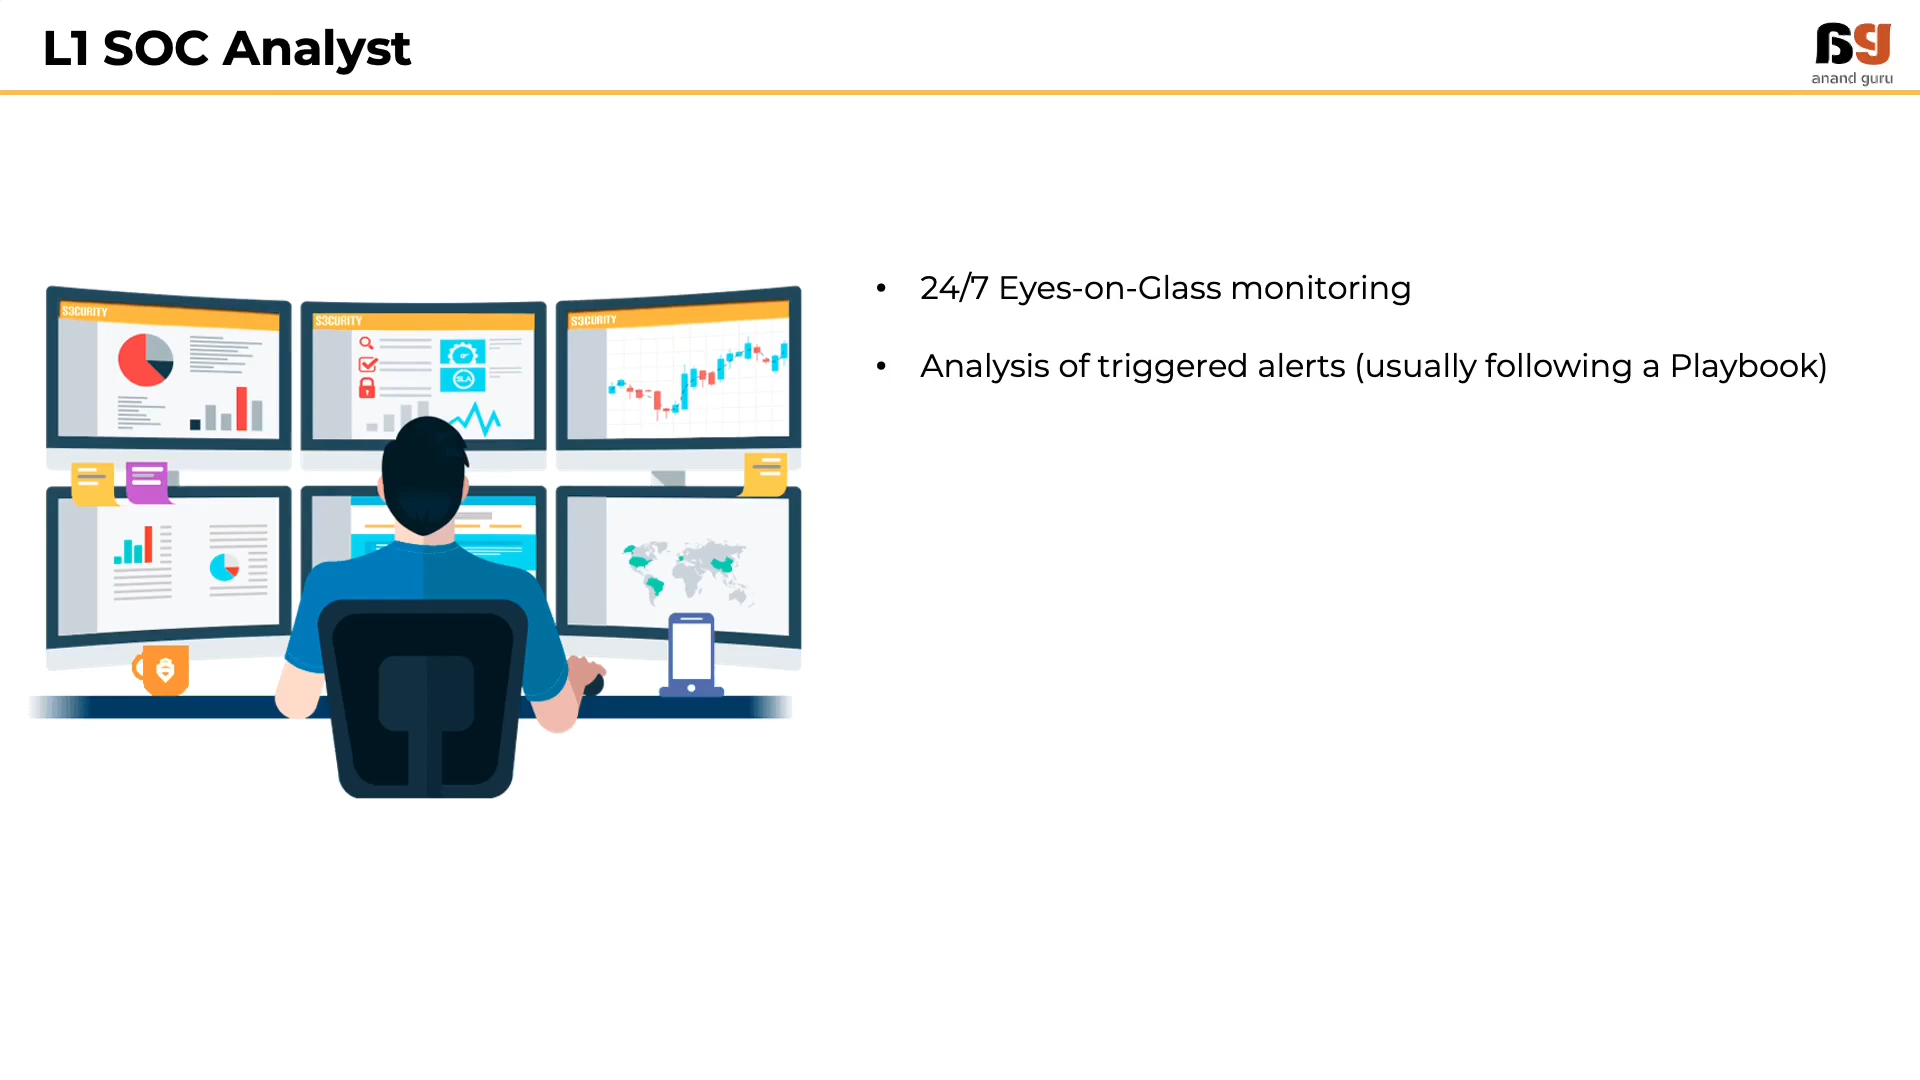 L1 SOC Analyst
anand guru
• 24/7 Eyes-on-Glass monitoring
• Analysis of triggered alerts (usually following a Playbook)
S3CURITY
S3CURITY
S3CURITY
SLA